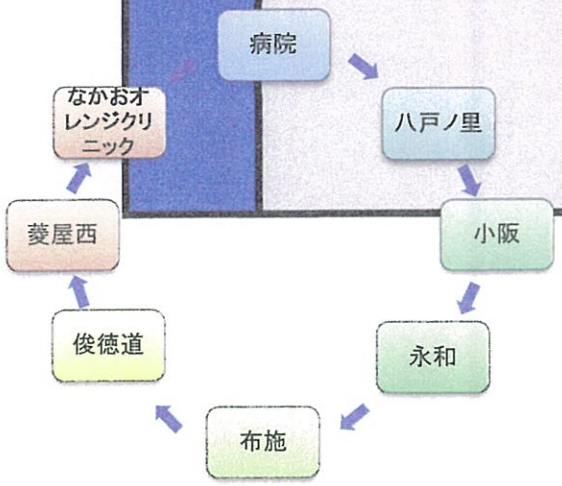 病院
八戸ノ里
小阪
永和
布施
俊徳道
菱屋西
なかおオ
レンジクリ
ニック